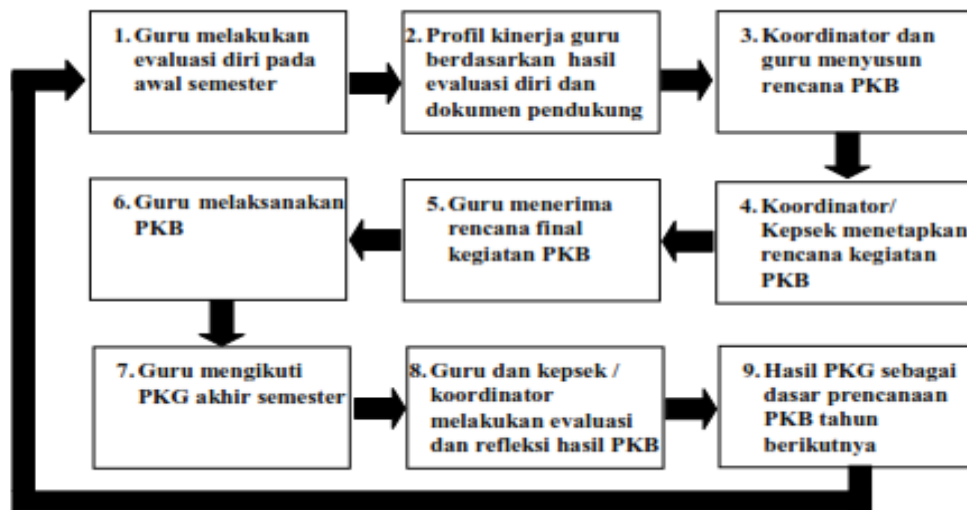 1. Guru melakukan
evaluasi diri pada
awal semester
2. Profil kinerja guru
berdasarkan hasil
evaluasi diri dan
dokumen pendukung
3. Koordinator dan
guru menyusun
rencana PKB
4. Koordinator/
Kepsek menetapkan
rencana kegiatan
PKB
5. Guru menerima
rencana final
kegiatan PKB
6. Guru melaksanakan
PKB
7. Guru mengikuti
PKG akhir semester
8. Guru dan kepsek /
koordinator
melakukan evaluasi
dan refleksi hasil PKB
9. Hasil PKG sebagai
dasar prencanaan
PKB tahun
berikutnya